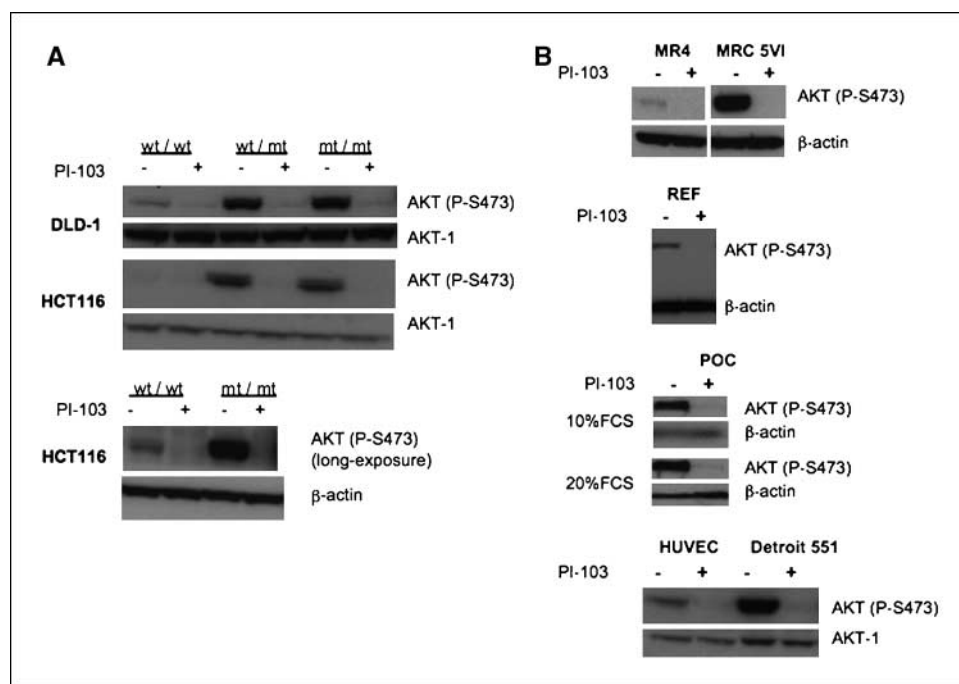 A
wt / wt wt / mt mt / mt
PI-103 - + - + - +
DLD-1
AKT (P-S473)
AKT-1
HCT116
AKT (P-S473)
AKT-1
wt / wt mt / mt
PI-103 - + - +
HCT116
AKT (P-S473)
(long-exposure)
β-actin
B
MR4 MRC 5VI
PI-103 - + - +
AKT (P-S473)
β-actin
REF
PI-103 - +
AKT (P-S473)
β-actin
POC
PI-103 - +
10%FCS
AKT (P-S473)
β-actin
20%FCS
AKT (P-S473)
β-actin
HUVEC Detroit 551
PI-103 - + - +
AKT (P-S473)
AKT-1